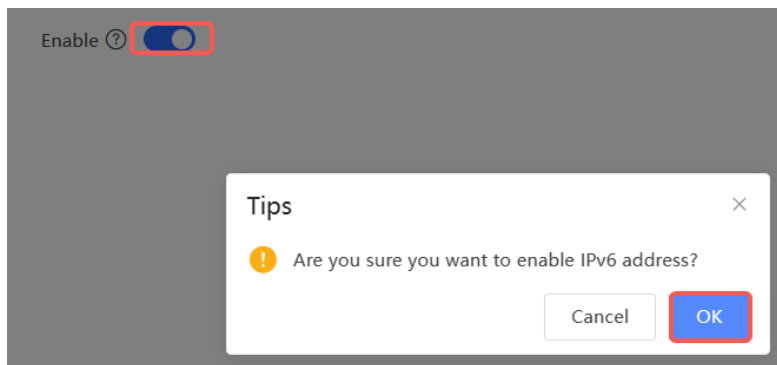 Enable ?
Tips
! Are you sure you want to enable IPv6 address?
Cancel
OK